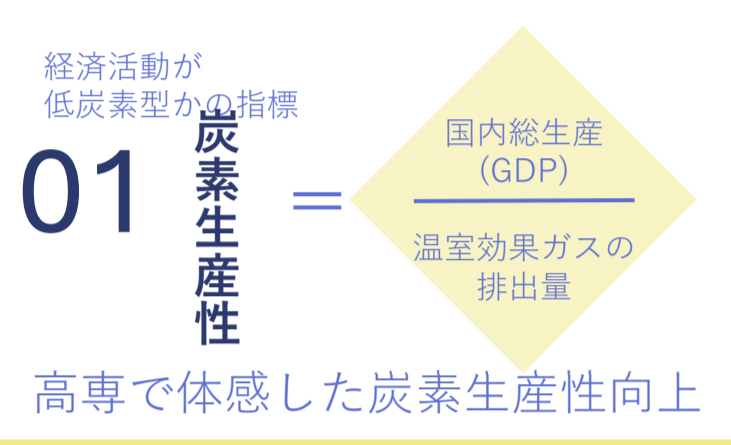 経済活動が
低炭素型かの指標
01
炭素生産性
=
国内総生産
(GDP)
温室効果ガスの
排出量
高専で体感した炭素生産性向上